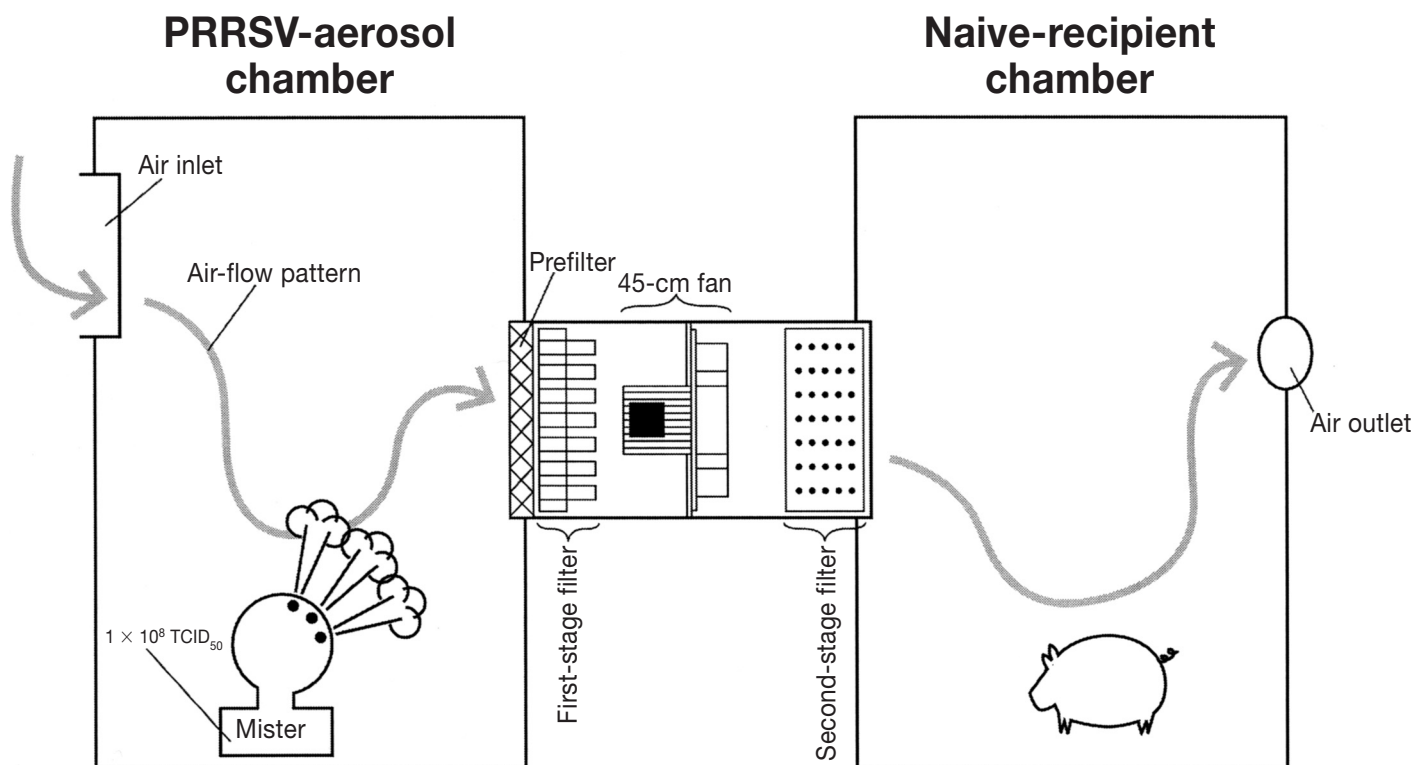 PRRSV-aerosol
chamber
Naive-recipient
chamber
Air inlet
Air-flow pattern
Prefilter
45-cm fan
Air outlet
First-stage filter
Second-stage filter
1 × 10⁸ TCID₅₀
Mister